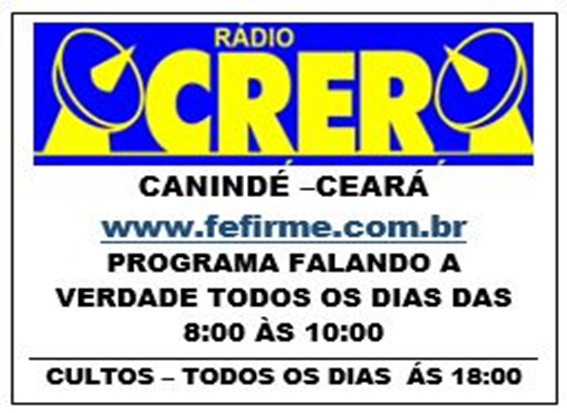 RÁDIO
CRER
CANINDÉ –CEARÁ
www.fefirme.com.br
PROGRAMA FALANDO A
VERDADE TODOS OS DIAS DAS
8:00 ÀS 10:00
CULTOS – TODOS OS DIAS ÁS 18:00